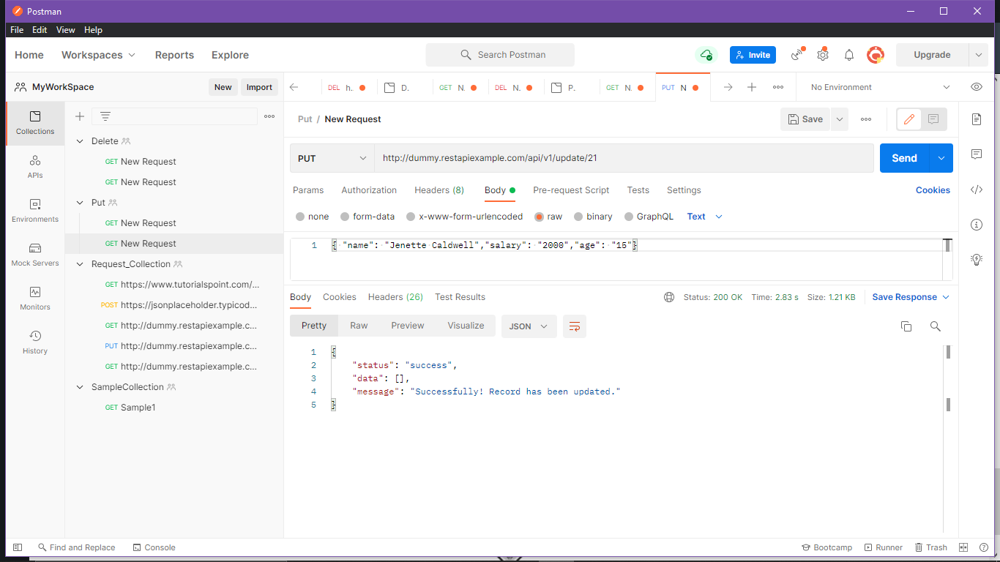 Postman
File Edit View Help
Home Workspaces Reports Explore Search Postman Invite Upgrade
MyWorkSpace New Import
DEL h. D. GET N. DEL N. P. GET N. PUT N No Environment
Collections
APIs
Environments
Mock Servers
Monitors
History
Delete
GET New Request
GET New Request
Put
GET New Request
GET New Request
Request_Collection
GET https://www.tutorialspoint.com/...
POST https://jsonplaceholder.typicod...
GET http://dummy.restapiexample.c...
PUT http://dummy.restapiexample.c...
GET http://dummy.restapiexample.c...
SampleCollection
GET Sample1
Put / New Request Save
PUT http://dummy.restapiexample.com/api/v1/update/21 Send
Params Authorization Headers (8) Body Pre-request Script Tests Settings Cookies
none form-data x-www-form-urlencoded raw binary GraphQL Text
1 { "name": "Jenette Caldwell","salary": "2000","age": "15"}
Body Cookies Headers (26) Test Results Status: 200 OK Time: 2.83 s Size: 1.21 KB Save Response
Pretty Raw Preview Visualize JSON
1 {
2 "status": "success",
3 "data": [],
4 "message": "Successfully! Record has been updated."
5 }
Find and Replace Console Bootcamp Runner Trash